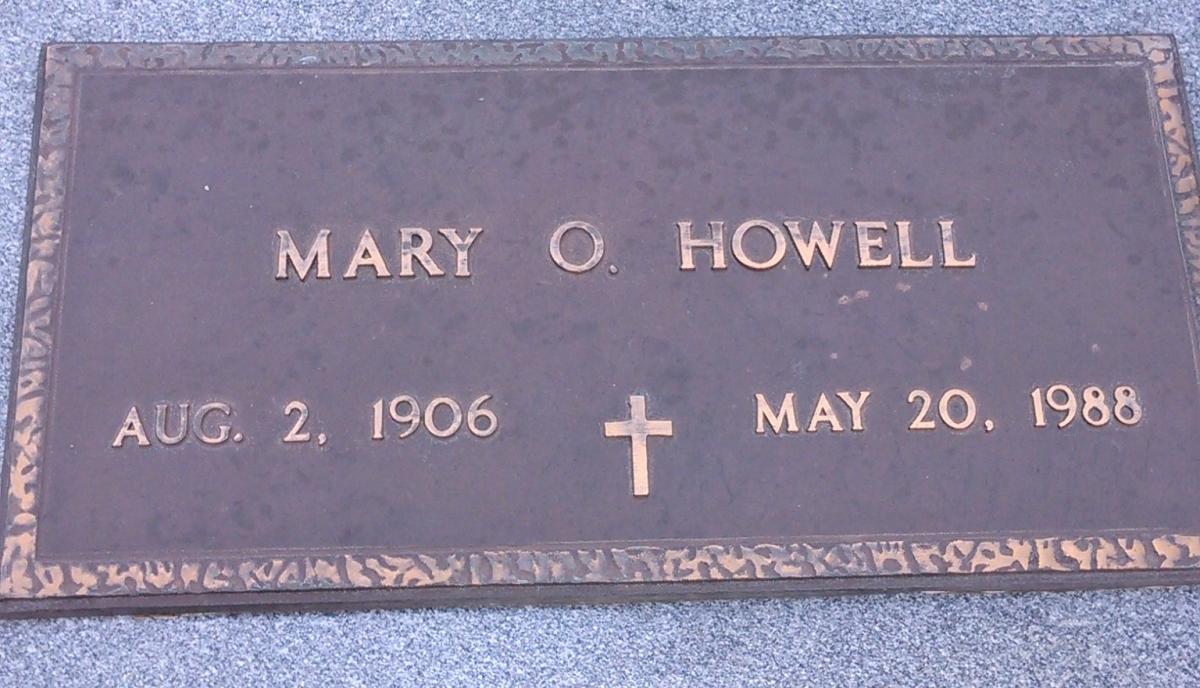 MARY O. HOWELL
AUG. 2, 1906 MAY 20, 1988